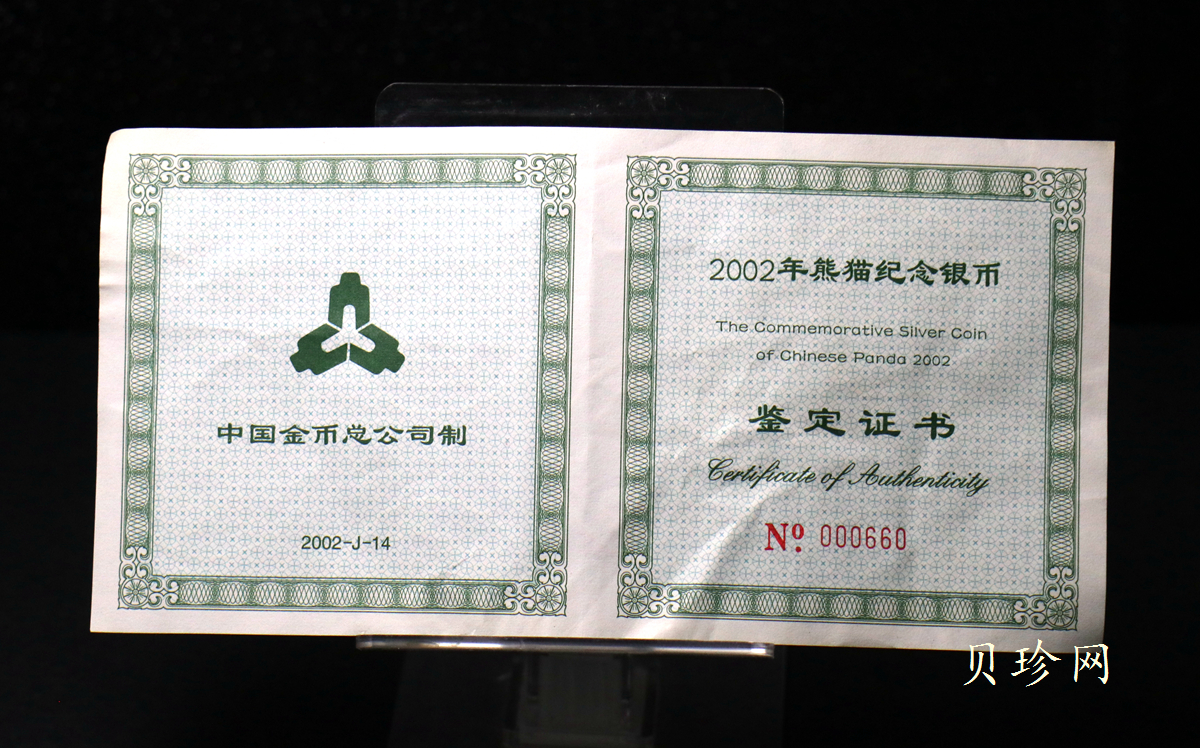 中国金币总公司制
2002-J-14
2002年熊猫纪念银币
The Commemorative Silver Coin
of Chinese Panda 2002
鉴定证书
Certificate of Authenticity
Nº. 000660
贝珍网